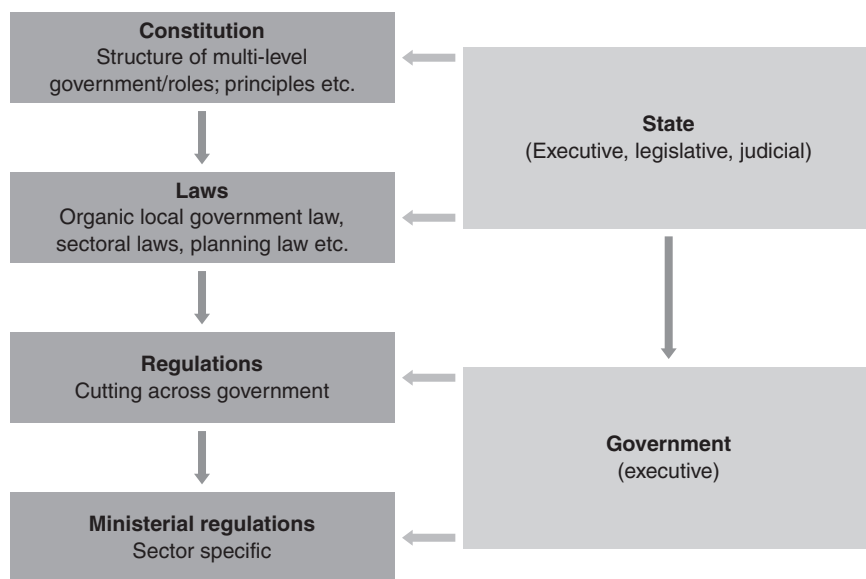 Constitution
Structure of multi-level
government/roles; principles etc.
Laws
Organic local government law,
sectoral laws, planning law etc.
Regulations
Cutting across government
Ministerial regulations
Sector specific
State
(Executive, legislative, judicial)
Government
(executive)